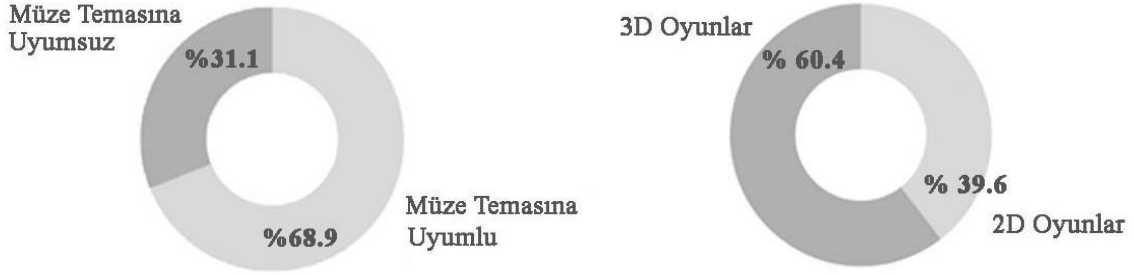 Müze Temasına
Uyumsuz
%31.1
Müze Temasına
Uyumlu
%68.9
3D Oyunlar
% 60.4
% 39.6
2D Oyunlar